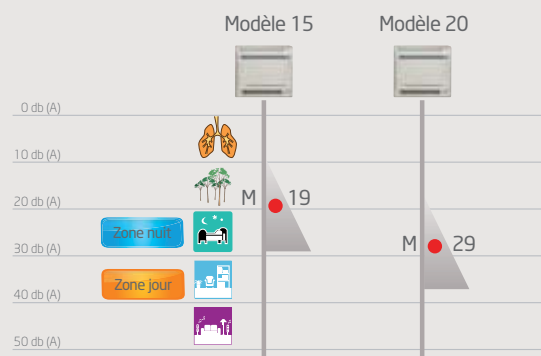 Modèle 15
Modèle 20
0 db (A)
10 db (A)
20 db (A)
M 19
Zone nuit
30 db (A)
M 29
Zone jour
40 db (A)
50 db (A)